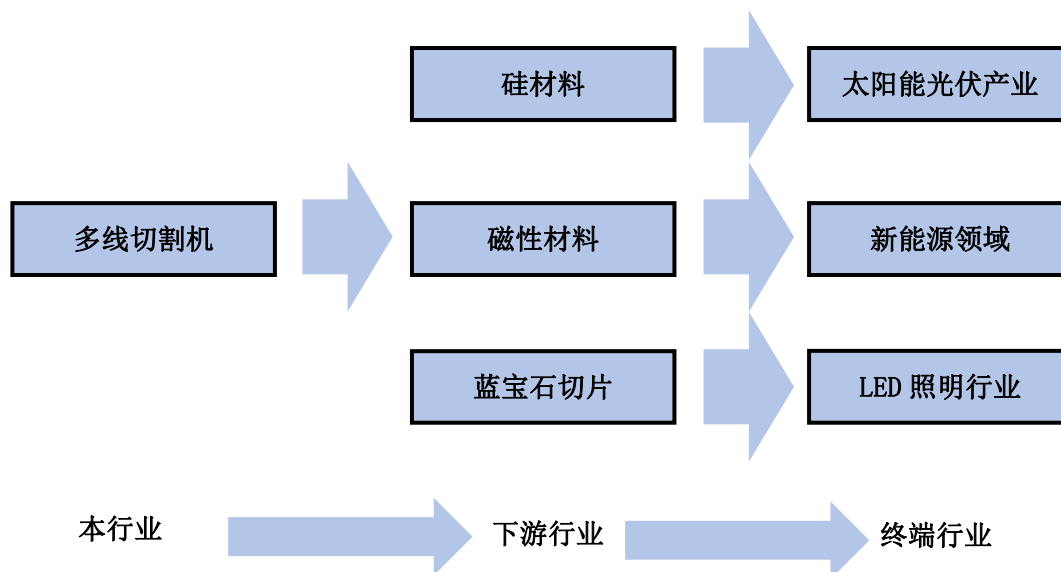 硅材料
太阳能光伏产业
多线切割机
磁性材料
新能源领域
蓝宝石切片
LED 照明行业
本行业
下游行业
终端行业